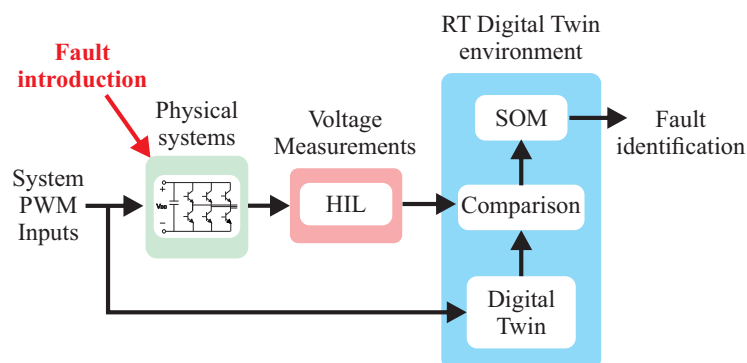 RT Digital Twin
environment
Fault
introduction
Physical
systems
Voltage
Measurements
SOM
Fault
identification
System
PWM
Inputs
+
VDC
−
HIL
Comparison
Digital
Twin